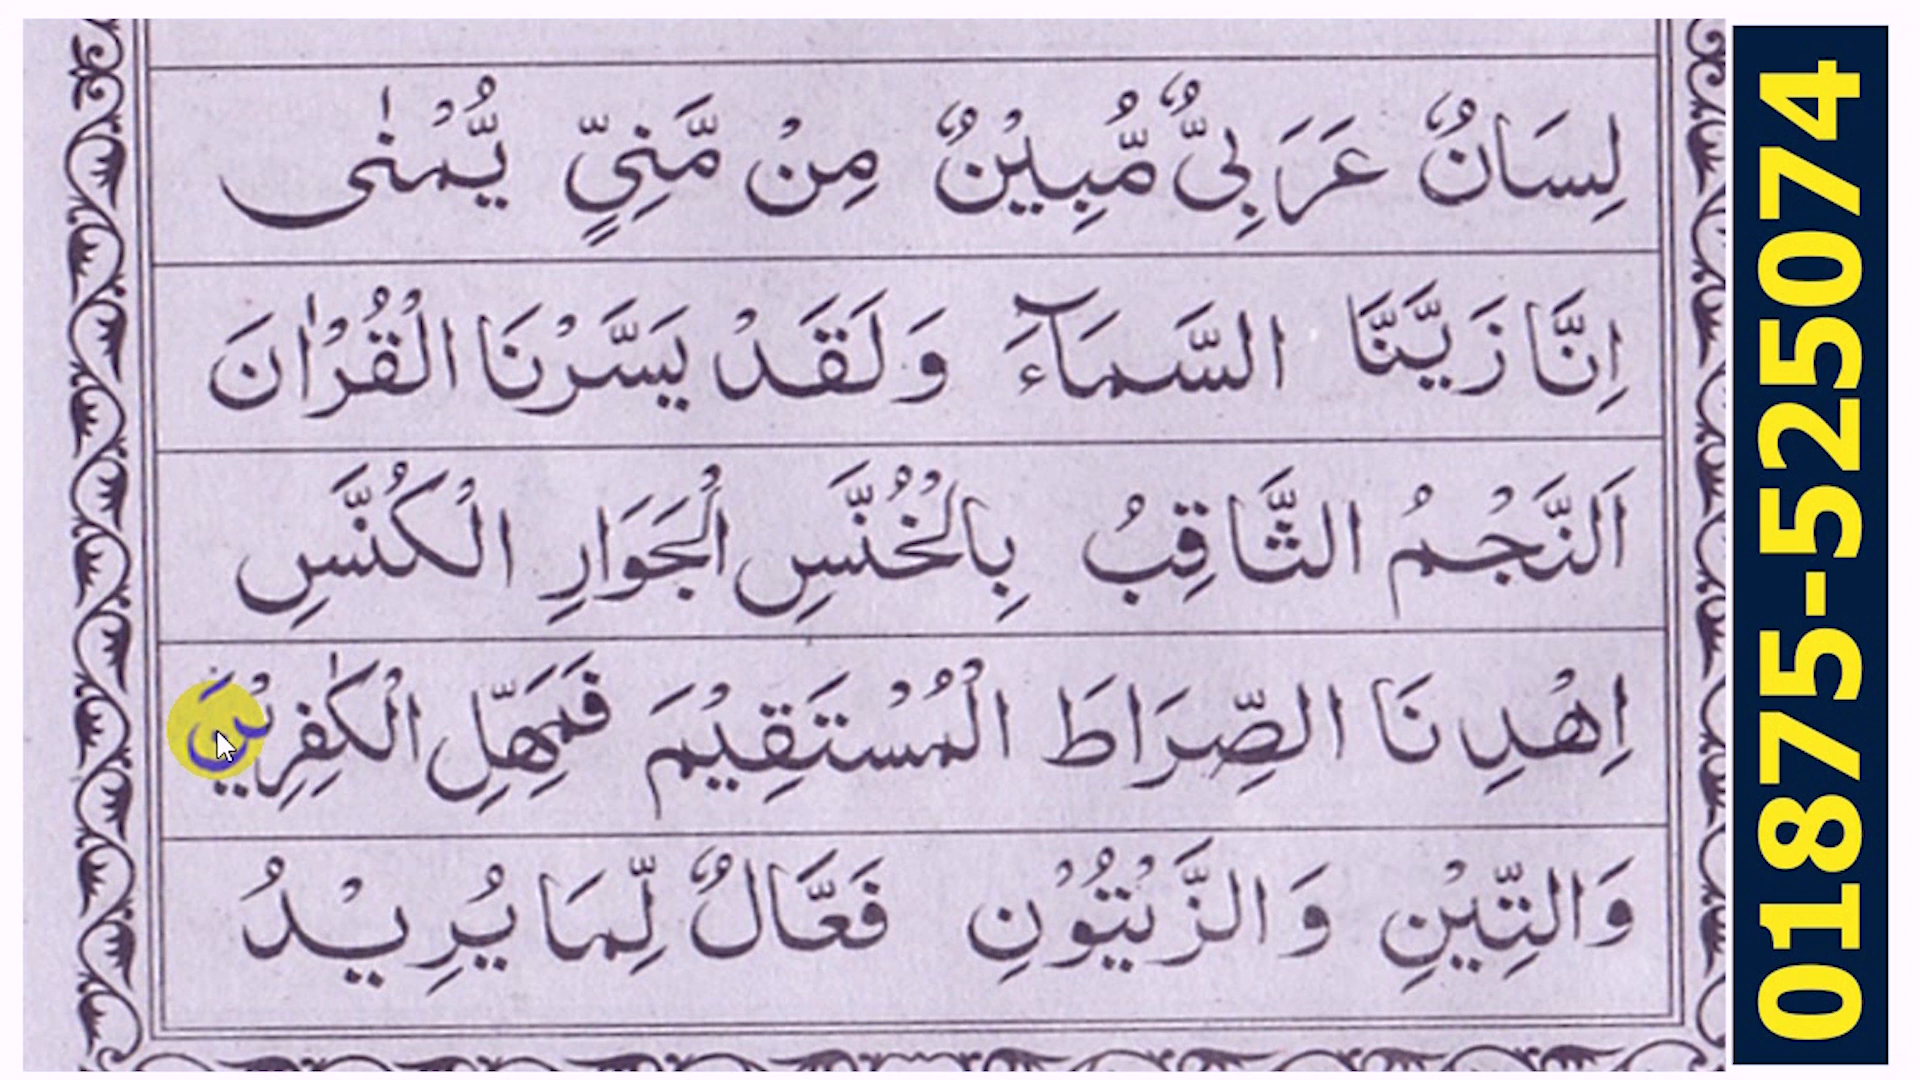 لِسَانٌ عَرَبِيٌّ مُّبِيْنٌ مِنْ مَّنِيٍّ يُّمْنٰى
اِنَّا زَيَّنَّا السَّمَآءَ وَلَقَدْ يَسَّرْنَا الْقُرْاٰنَ
اَلنَّجْمُ الثَّاقِبُ بِالْخُنَّسِ الْجَوَارِ الْكُنَّسِ
اِهْدِنَا الصِّرَاطَ الْمُسْتَقِيْمَ فَمَهِّلِ الْكٰفِرِيْنَ
وَالتِّيْنِ وَالزَّيْتُوْنِ فَعَّالٌ لِّمَا يُرِيْدُ
01875-525074